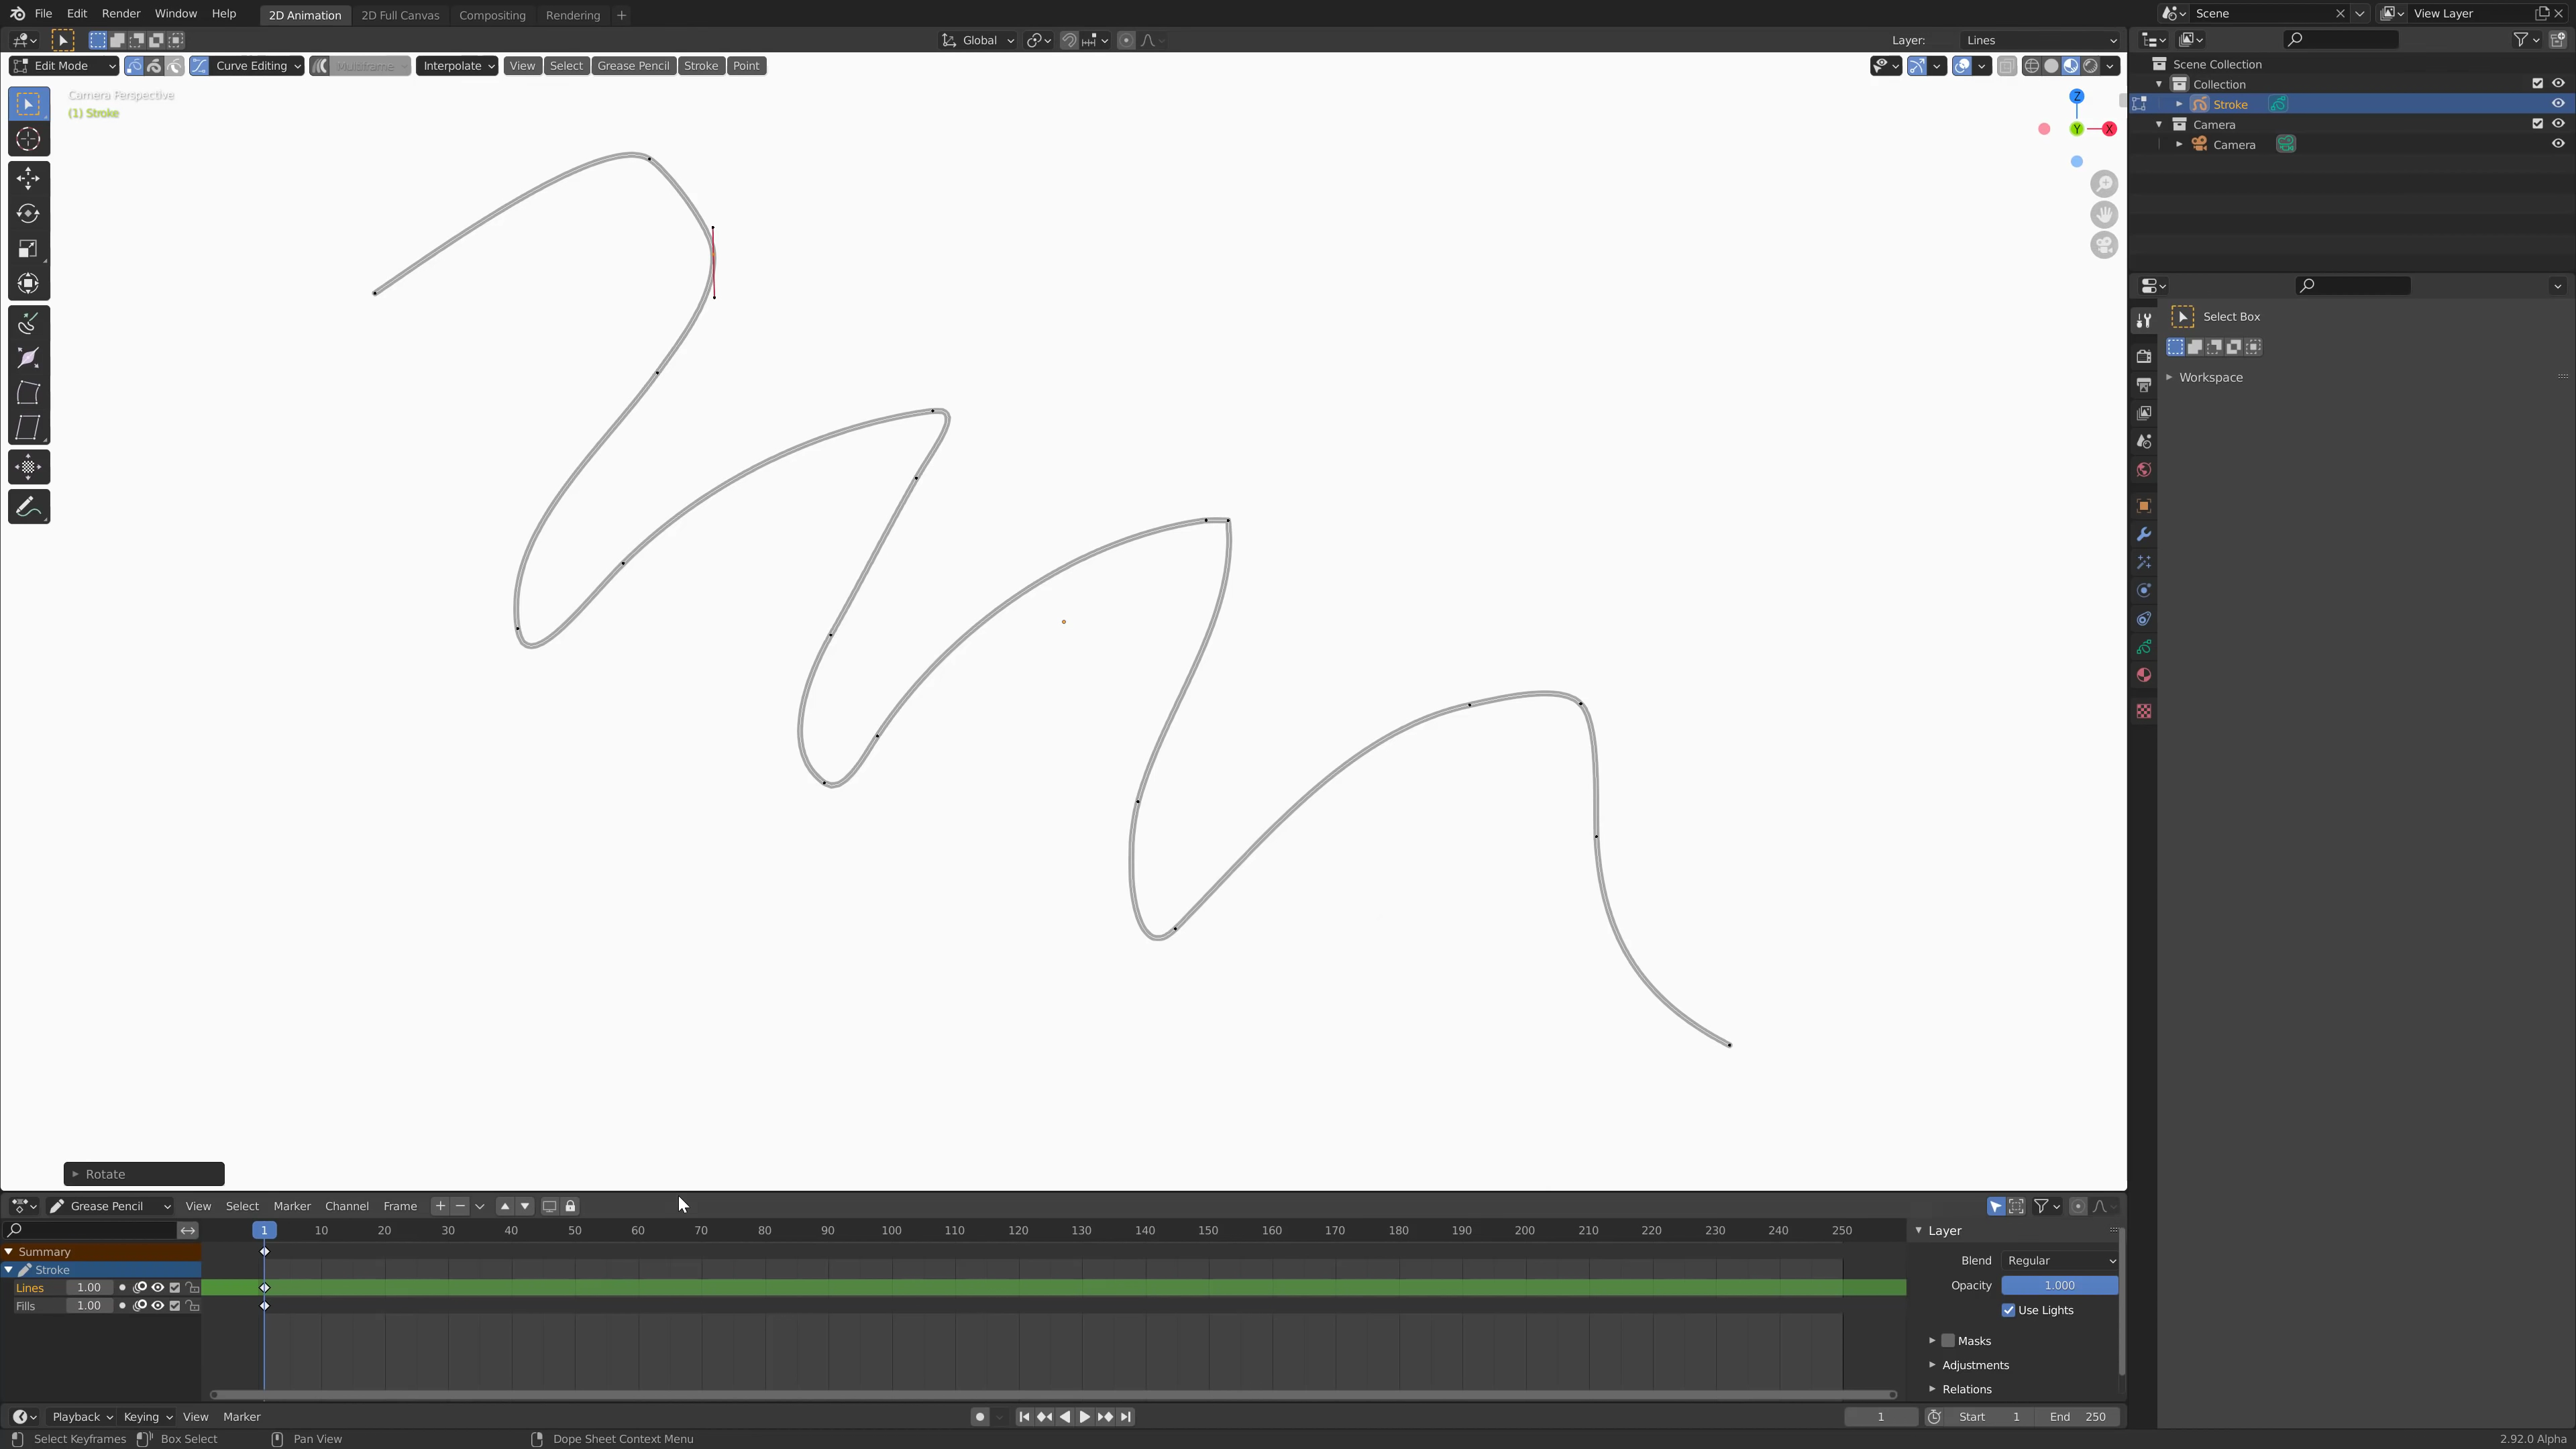 File Edit Render Window Help 2D Animation 2D Full Canvas Compositing Rendering Scene View Layer
Global Layer: Lines
Edit Mode Curve Editing Multiframe Interpolate View Select Grease Pencil Stroke Point
Camera Perspective
(1) Stroke
Z
Y
X
Scene Collection
Collection
Stroke
Camera
Camera
Select Box
Workspace
Rotate
Grease Pencil View Select Marker Channel Frame
1 10 20 30 40 50 60 70 80 90 100 110 120 130 140 150 160 170 180 190 200 210 220 230 240 250
Summary
Stroke
Lines 1.00
Fills 1.00
Layer
Blend Regular
Opacity 1.000
Use Lights
Masks
Adjustments
Relations
Playback Keying View Marker 1 Start 1 End 250
Select Keyframes Box Select Pan View Dope Sheet Context Menu 2.92.0 Alpha